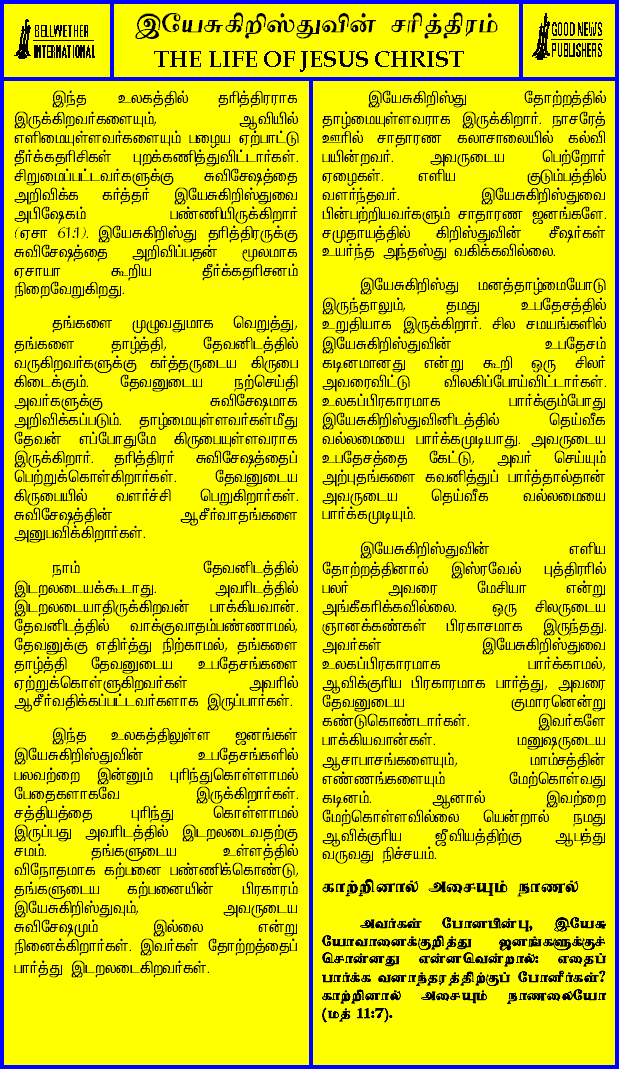 BELLWETHER
INTERNATIONAL
இயேசுகிறிஸ்துவின் சரித்திரம்
THE LIFE OF JESUS CHRIST
GOOD NEWS
PUBLISHERS
இந்த உலகத்தில் தரித்திரராக
இருக்கிறவர்களையும், ஆவியில்
எளிமையுள்ளவர்களையும் பழைய ஏற்பாட்டு
தீர்க்கதரிசிகள் புறக்கணித்துவிட்டார்கள்.
சிறுமைப்பட்டவர்களுக்கு சுவிசேஷத்தை
அறிவிக்க கர்த்தர் இயேசுகிறிஸ்துவை
அபிஷேகம் பண்ணியிருக்கிறார்
(ஏசா 61:1). இயேசுகிறிஸ்து தரித்திரருக்கு
சுவிசேஷத்தை அறிவிப்பதன் மூலமாக
ஏசாயா கூறிய தீர்க்கதரிசனம்
நிறைவேறுகிறது.
தங்களை முழுவதுமாக வெறுத்து,
தங்களை தாழ்த்தி, தேவனிடத்தில்
வருகிறவர்களுக்கு கர்த்தருடைய கிருபை
கிடைக்கும். தேவனுடைய நற்செய்தி
அவர்களுக்கு சுவிசேஷமாக
அறிவிக்கப்படும். தாழ்மையுள்ளவர்கள்மீது
தேவன் எப்போதுமே கிருபையுள்ளவராக
இருக்கிறார். தரித்திரர் சுவிசேஷத்தைப்
பெற்றுக்கொள்கிறார்கள். தேவனுடைய
கிருபையில் வளர்ச்சி பெறுகிறார்கள்.
சுவிசேஷத்தின் ஆசீர்வாதங்களை
அனுபவிக்கிறார்கள்.
நாம் தேவனிடத்தில்
இடறலடையக்கூடாது. அவரிடத்தில்
இடறலடையாதிருக்கிறவன் பாக்கியவான்.
தேவனிடத்தில் வாக்குவாதம்பண்ணாமல்,
தேவனுக்கு எதிர்த்து நிற்காமல், தங்களை
தாழ்த்தி தேவனுடைய உபதேசங்களை
ஏற்றுக்கொள்ளுகிறவர்கள் அவரில்
ஆசீர்வதிக்கப்பட்டவர்களாக இருப்பார்கள்.
இந்த உலகத்திலுள்ள ஜனங்கள்
இயேசுகிறிஸ்துவின் உபதேசங்களில்
பலவற்றை இன்னும் புரிந்துகொள்ளாமல்
பேதைகளாகவே இருக்கிறார்கள்.
சத்தியத்தை புரிந்து கொள்ளாமல்
இருப்பது அவரிடத்தில் இடறலடைவதற்கு
சமம். தங்களுடைய உள்ளத்தில்
விநோதமாக கற்பனை பண்ணிக்கொண்டு,
தங்களுடைய கற்பனையின் பிரகாரம்
இயேசுகிறிஸ்துவும், அவருடைய
சுவிசேஷமும் இல்லை என்று
நினைக்கிறார்கள். இவர்கள் தோற்றத்தைப்
பார்த்து இடறலடைகிறவர்கள்.
இயேசுகிறிஸ்து தோற்றத்தில்
தாழ்மையுள்ளவராக இருக்கிறார். நாசரேத்
ஊரில் சாதாரண கலாசாலையில் கல்வி
பயின்றவர். அவருடைய பெற்றோர்
ஏழைகள். எளிய குடும்பத்தில்
வளர்ந்தவர். இயேசுகிறிஸ்துவை
பின்பற்றியவர்களும் சாதாரண ஜனங்களே.
சமுதாயத்தில் கிறிஸ்துவின் சீஷர்கள்
உயர்ந்த அந்தஸ்து வகிக்கவில்லை.
இயேசுகிறிஸ்து மனத்தாழ்மையோடு
இருந்தாலும், தமது உபதேசத்தில்
உறுதியாக இருக்கிறார். சில சமயங்களில்
இயேசுகிறிஸ்துவின் உபதேசம்
கடினமானது என்று கூறி ஒரு சிலர்
அவரைவிட்டு விலகிப்போய்விட்டார்கள்.
உலகப்பிரகாரமாக பார்க்கும்போது
இயேசுகிறிஸ்துவினிடத்தில் தெய்வீக
வல்லமையை பார்க்கமுடியாது. அவருடைய
உபதேசத்தை கேட்டு, அவர் செய்யும்
அற்புதங்களை கவனித்துப் பார்த்தால்தான்
அவருடைய தெய்வீக வல்லமையை
பார்க்கமுடியும்.
இயேசுகிறிஸ்துவின் எளிய
தோற்றத்தினால் இஸ்ரவேல் புத்திரரில்
பலர் அவரை மேசியா என்று
அங்கீகரிக்கவில்லை. ஒரு சிலருடைய
ஞானக்கண்கள் பிரகாசமாக இருந்தது.
அவர்கள் இயேசுகிறிஸ்துவை
உலகப்பிரகாரமாக பார்க்காமல்,
ஆவிக்குரிய பிரகாரமாக பார்த்து, அவரை
தேவனுடைய குமாரனென்று
கண்டுகொண்டார்கள். இவர்களே
பாக்கியவான்கள். மனுஷருடைய
ஆசாபாசங்களையும், மாம்சத்தின்
எண்ணங்களையும் மேற்கொள்வது
கடினம். ஆனால் இவற்றை
மேற்கொள்ளவில்லை யென்றால் நமது
ஆவிக்குரிய ஜீவியத்திற்கு ஆபத்து
வருவது நிச்சயம்.
காற்றினால் அசையும் நாணல்
அவர்கள் போனபின்பு, இயேசு
யோவானைக்குறித்து ஜனங்களுக்குச்
சொன்னது என்னவென்றால்: எதைப்
பார்க்க வனாந்தரத்திற்குப் போனீர்கள்?
காற்றினால் அசையும் நாணலையோ
(மத் 11:7).